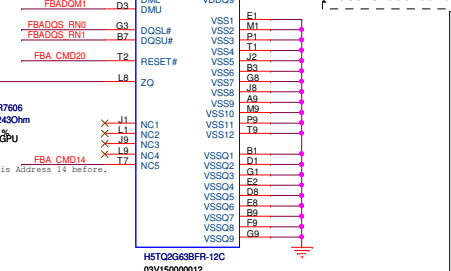 FBADQM1 D3 DML
DMU
VDDQ9
FBADQS_RN0 G3 DQSL#
FBADQS_RN1 B7 DQSU#
FBA_CMD20 T2 RESET#
L8 ZQ
R7606
243Ohm
%
GPU
J1 NC1
L1 NC2
J9 NC3
L9 NC4
FBA_CMD14 T7 NC5
is Address 14 before.
VSS1 E1
VSS2 M1
VSS3 P1
VSS4 T1
VSS5 J2
VSS6 B3
VSS7 G8
VSS8 J8
VSS9 A9
VSS10 M9
VSS11 P9
VSS12 T9
VSSQ1 B1
VSSQ2 D1
VSSQ3 G1
VSSQ4 E2
VSSQ5 D8
VSSQ6 E8
VSSQ7 B9
VSSQ8 F9
VSSQ9 G9
H5TQ2G63BFR-12C
03V150000012